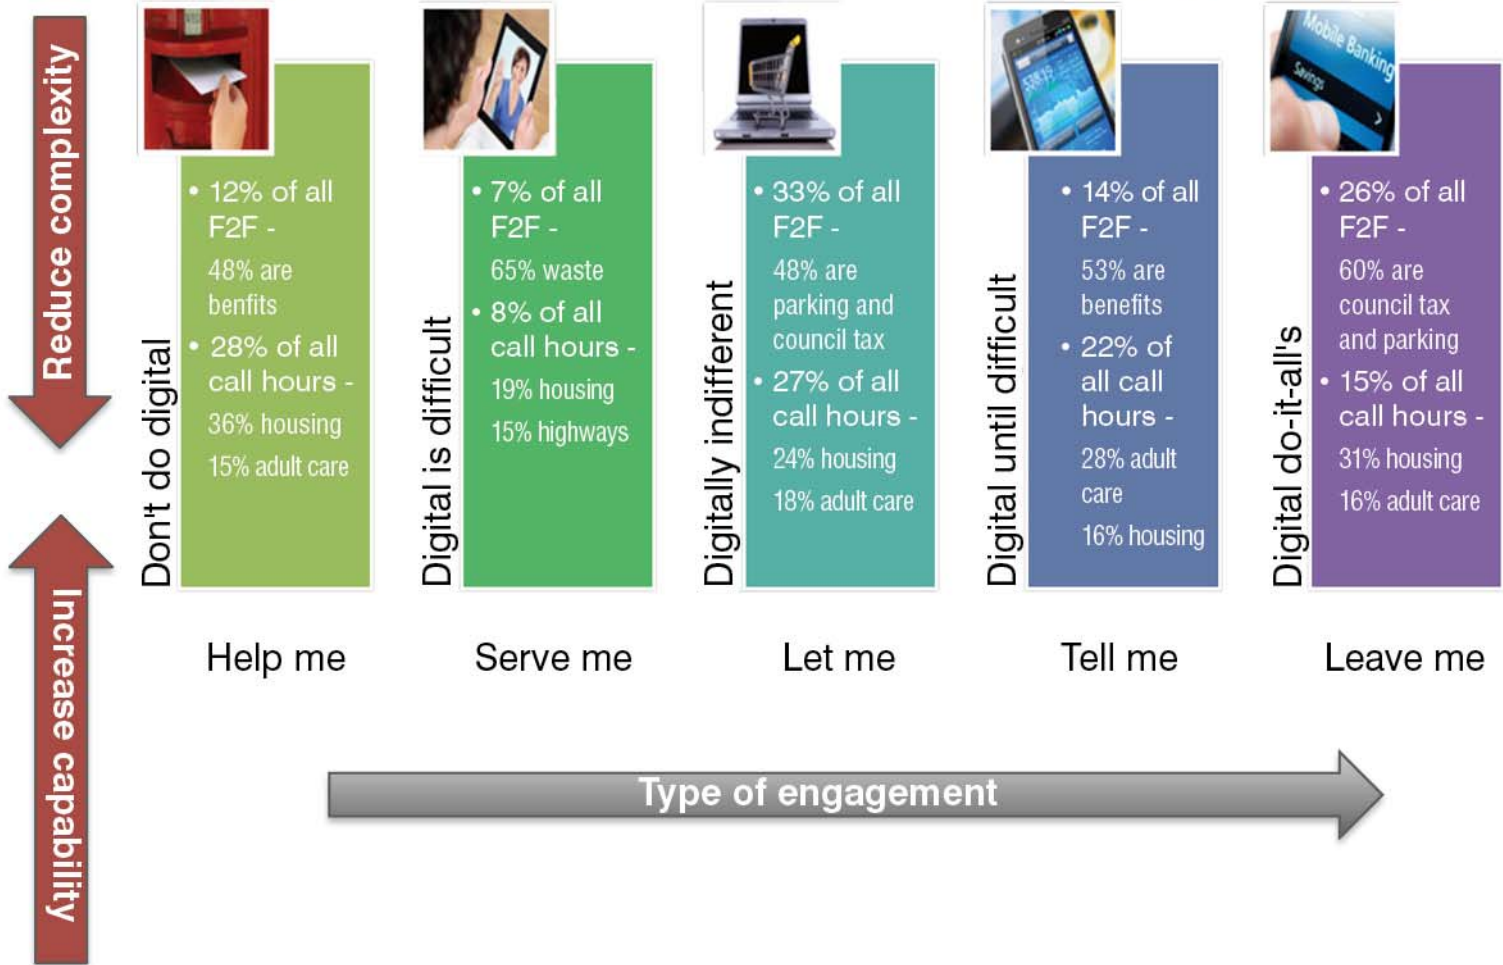 Reduce complexity
Increase capability
Don't do digital
• 12% of all
F2F -
48% are
benfits
• 28% of all
call hours -
36% housing
15% adult care
Help me
Digital is difficult
• 7% of all
F2F -
65% waste
• 8% of all
call hours -
19% housing
15% highways
Serve me
Digitally indifferent
• 33% of all
F2F -
48% are
parking and
council tax
• 27% of all
call hours -
24% housing
18% adult care
Let me
Digital until difficult
• 14% of all
F2F -
53% are
benefits
• 22% of
all call
hours -
28% adult
care
16% housing
Tell me
Mobile Banking
Savings
Digital do-it-all's
• 26% of all
F2F -
60% are
council tax
and parking
• 15% of all
call hours -
31% housing
16% adult care
Leave me
Type of engagement